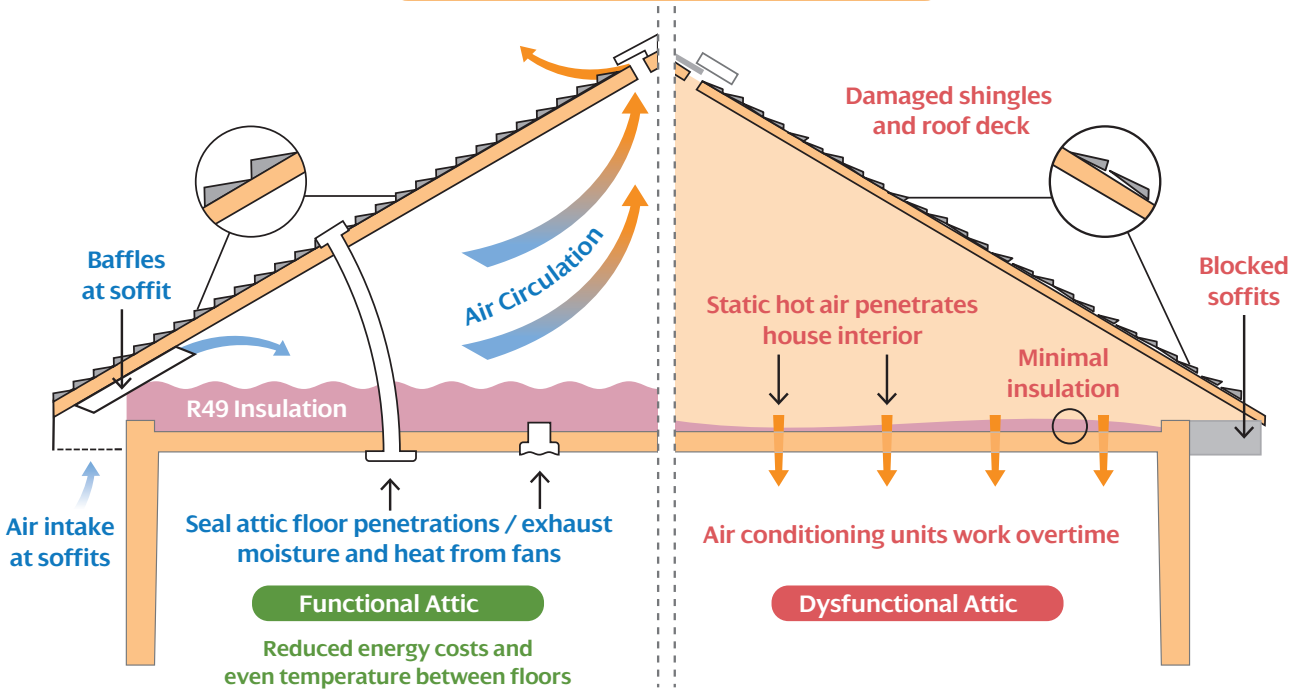 Damaged shingles
and roof deck
Baffles
at soffit
Air Circulation
Blocked
soffits
Static hot air penetrates
house interior
Minimal
insulation
R49 Insulation
Air intake
at soffits
Seal attic floor penetrations / exhaust
moisture and heat from fans
Air conditioning units work overtime
Functional Attic
Dysfunctional Attic
Reduced energy costs and
even temperature between floors